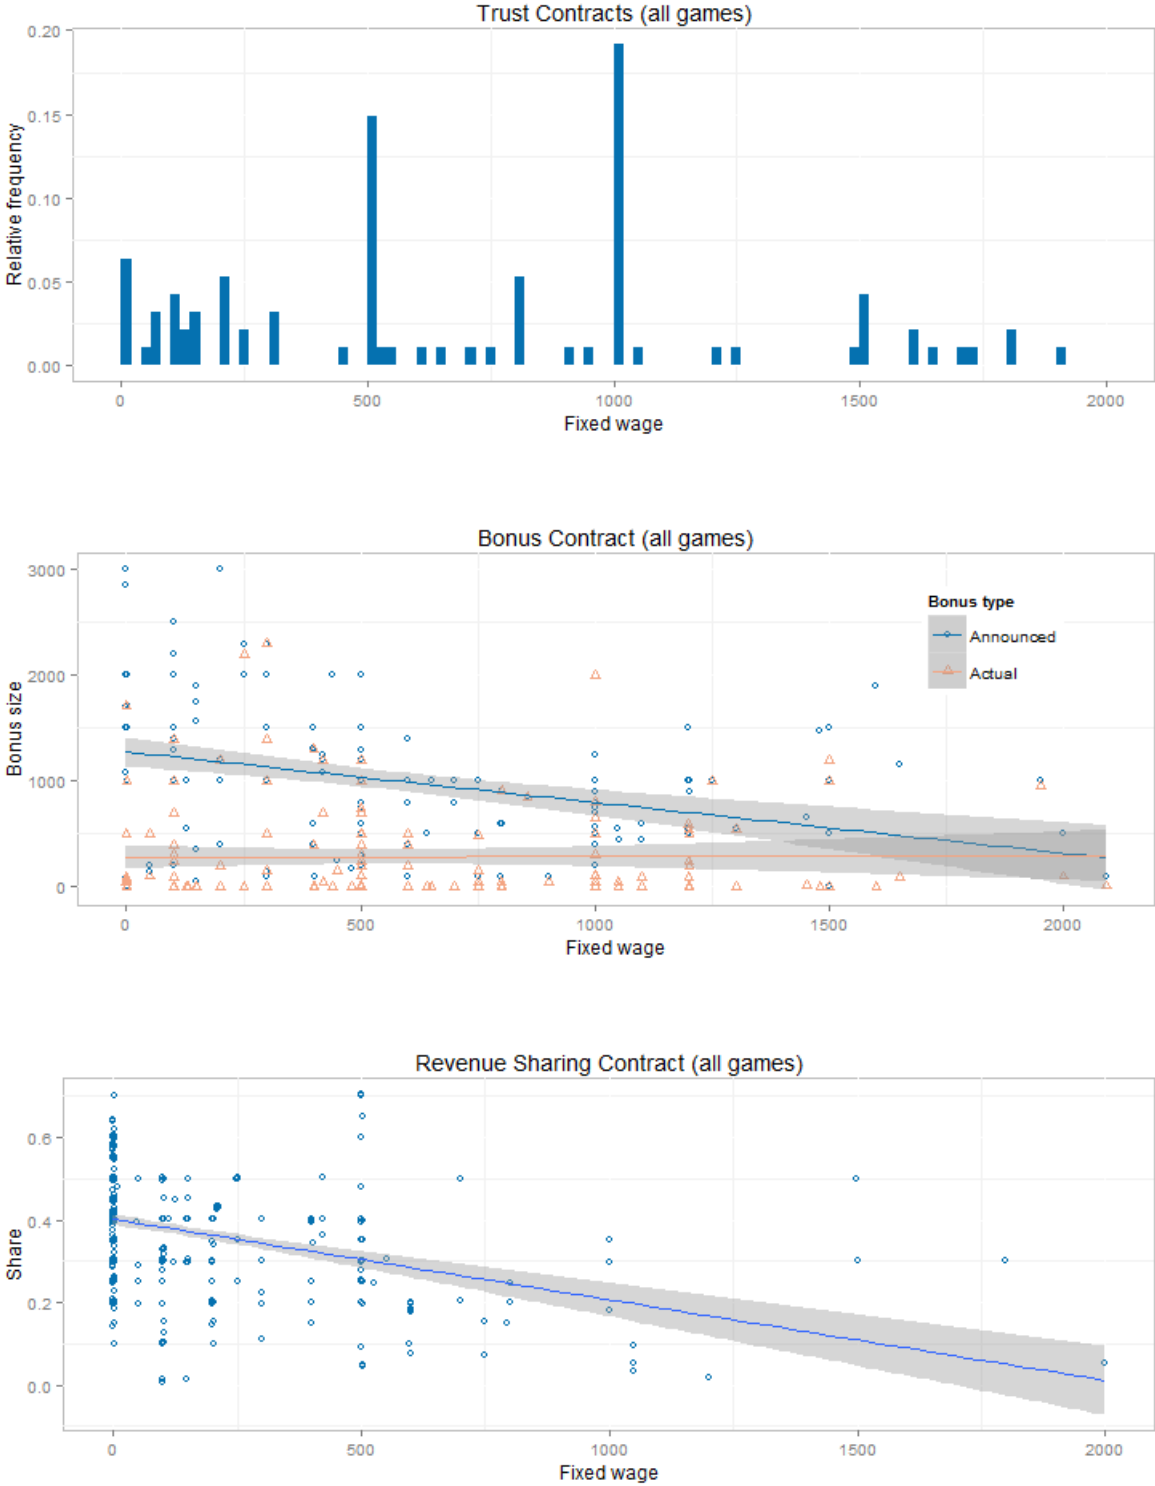 Trust Contracts (all games)
0.20
0.15
0.10
0.05
0.00
Relative frequency
0 500 1000 1500 2000
Fixed wage
Bonus Contract (all games)
3000
2000
1000
0
Bonus size
Bonus type
Announced
Actual
0 500 1000 1500 2000
Fixed wage
Revenue Sharing Contract (all games)
0.6
0.4
0.2
0.0
Share
0 500 1000 1500 2000
Fixed wage